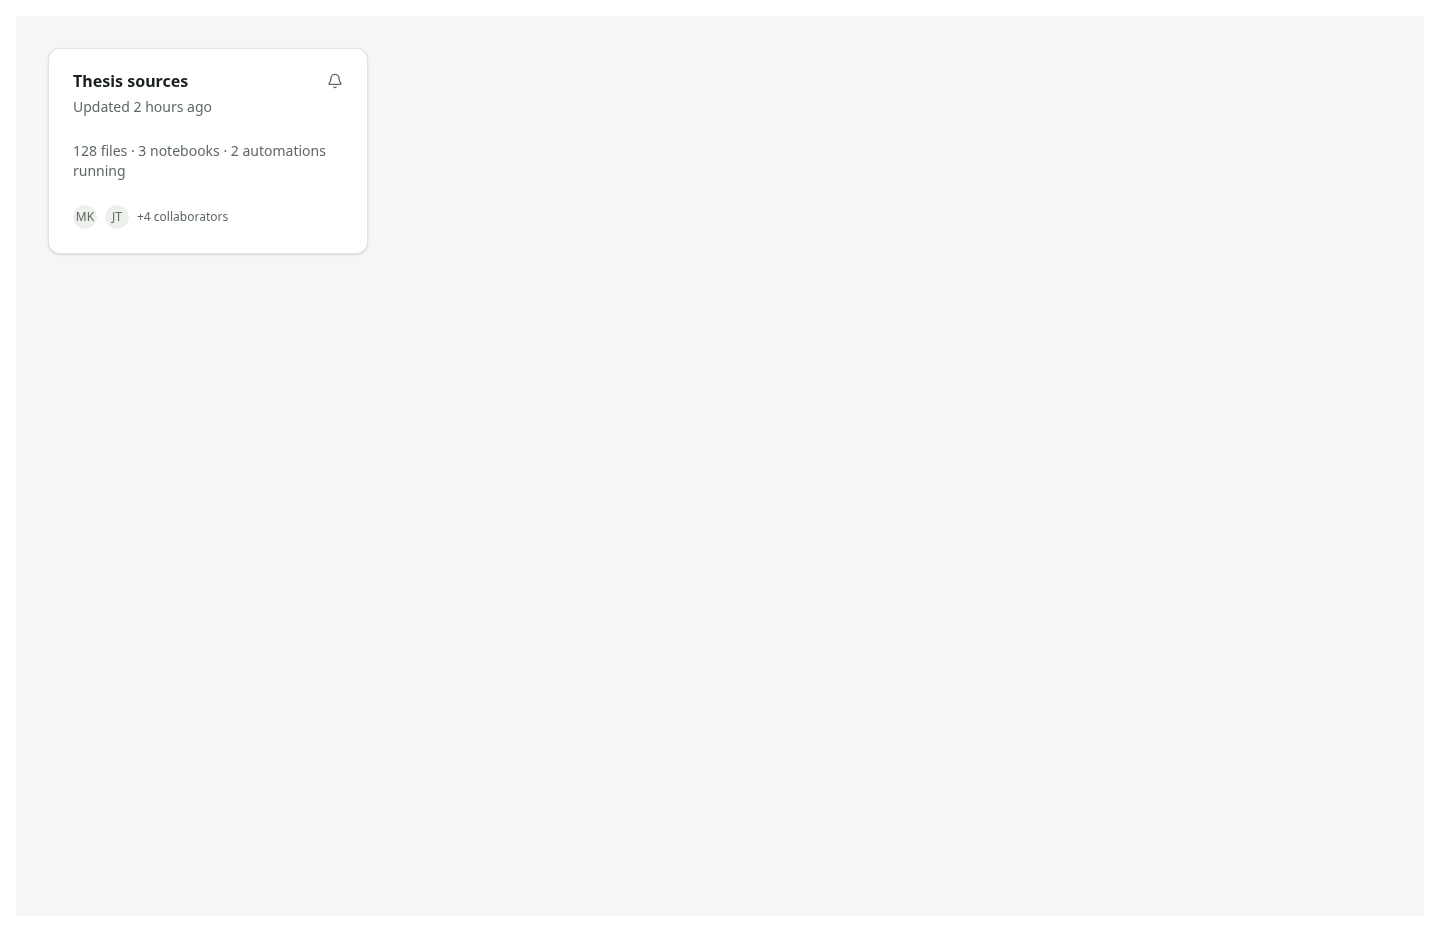 Thesis sources
Updated 2 hours ago
128 files · 3 notebooks · 2 automations
running
MK JT +4 collaborators